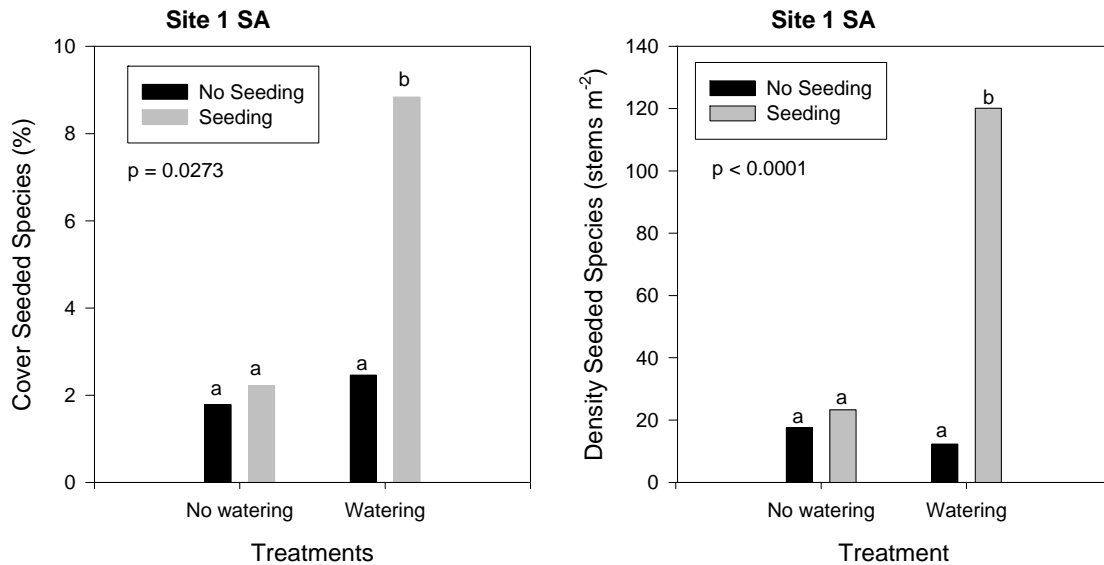 Site 1 SA
Cover Seeded Species (%)
10
8
6
4
2
0
No Seeding
Seeding
p = 0.0273
a
a
a
b
No watering
Watering
Treatments
Site 1 SA
Density Seeded Species (stems m⁻²)
140
120
100
80
60
40
20
0
No Seeding
Seeding
p < 0.0001
a
a
a
b
No watering
Watering
Treatment